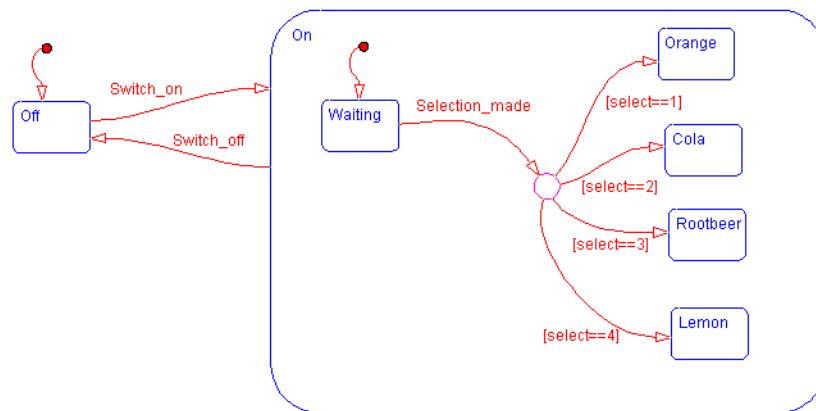 On
Orange
Switch_on
Off
Waiting
Selection_made
[select==1]
Switch_off
Cola
[select==2]
Rootbeer
[select==3]
Lemon
[select==4]